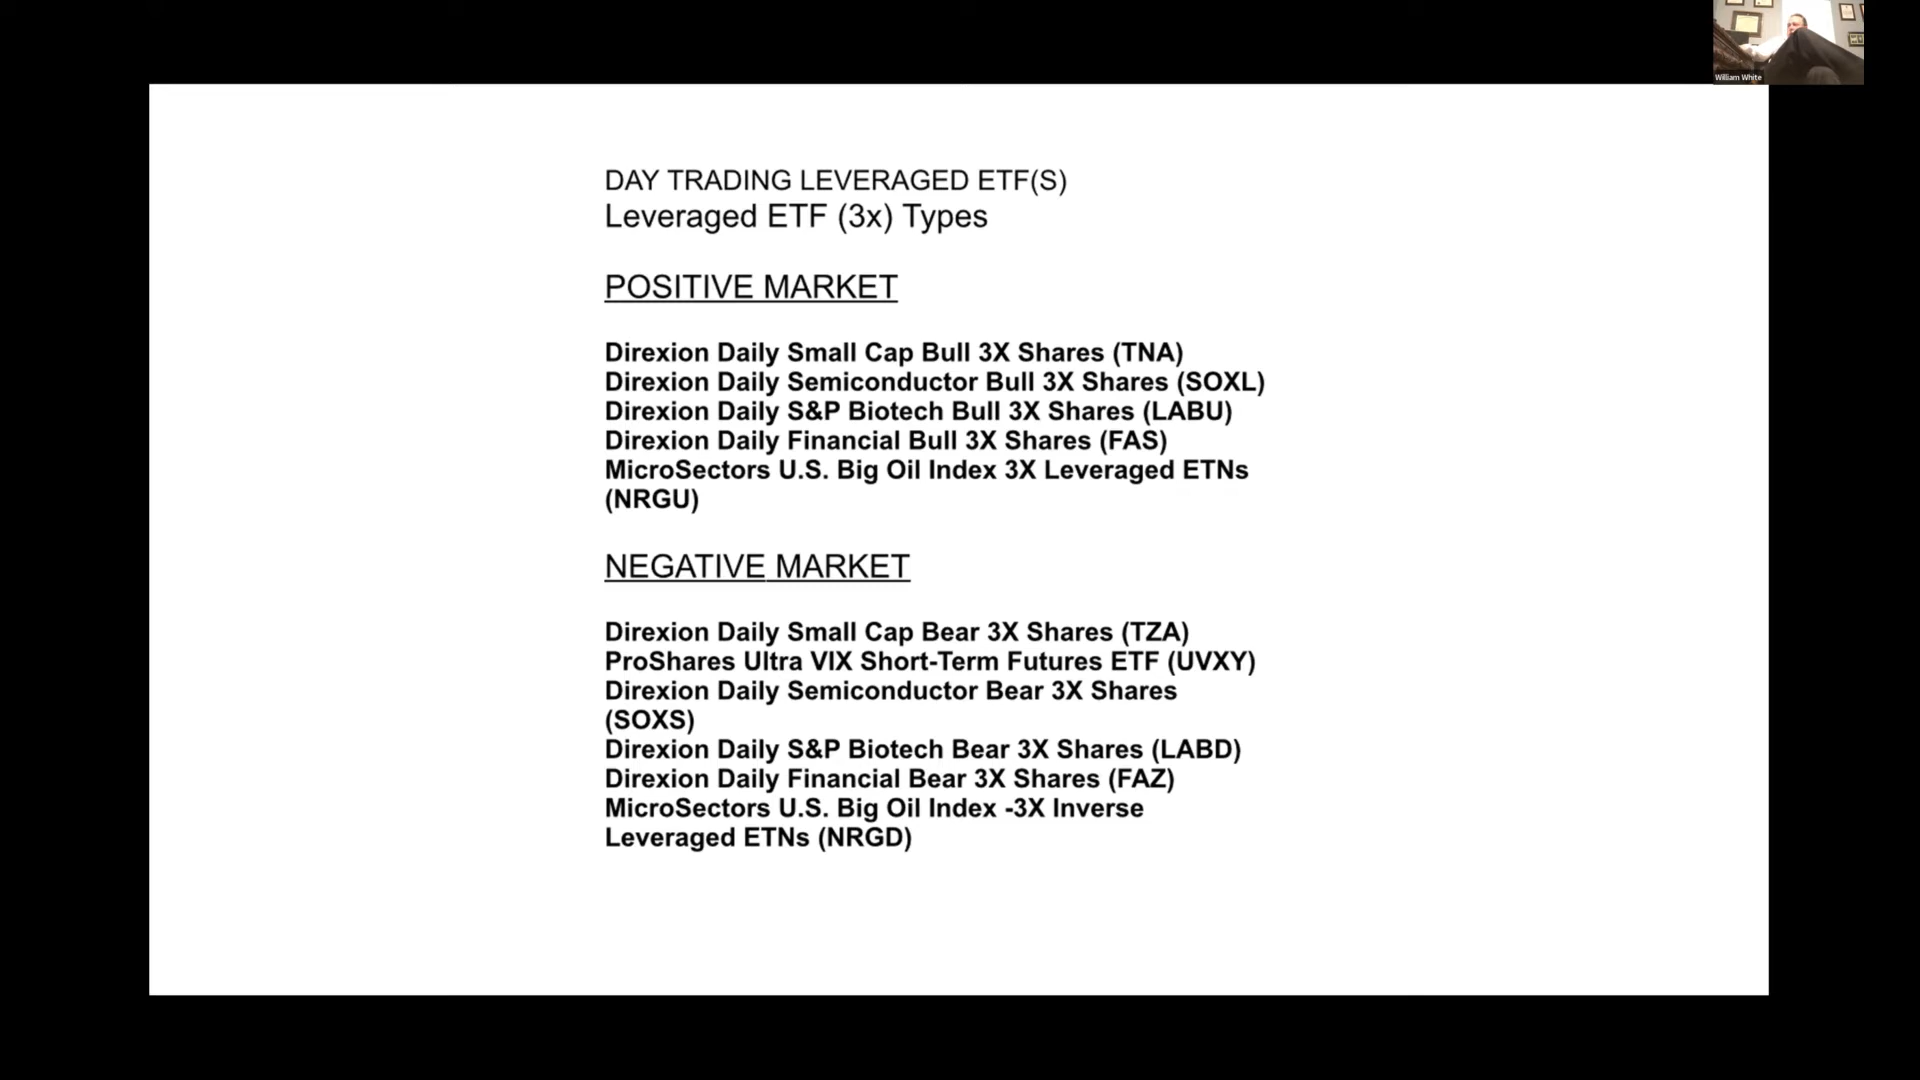 William White
DAY TRADING LEVERAGED ETF(S)
Leveraged ETF (3x) Types
POSITIVE MARKET
Direxion Daily Small Cap Bull 3X Shares (TNA)
Direxion Daily Semiconductor Bull 3X Shares (SOXL)
Direxion Daily S&P Biotech Bull 3X Shares (LABU)
Direxion Daily Financial Bull 3X Shares (FAS)
MicroSectors U.S. Big Oil Index 3X Leveraged ETNs
(NRGU)
NEGATIVE MARKET
Direxion Daily Small Cap Bear 3X Shares (TZA)
ProShares Ultra VIX Short-Term Futures ETF (UVXY)
Direxion Daily Semiconductor Bear 3X Shares
(SOXS)
Direxion Daily S&P Biotech Bear 3X Shares (LABD)
Direxion Daily Financial Bear 3X Shares (FAZ)
MicroSectors U.S. Big Oil Index -3X Inverse
Leveraged ETNs (NRGD)